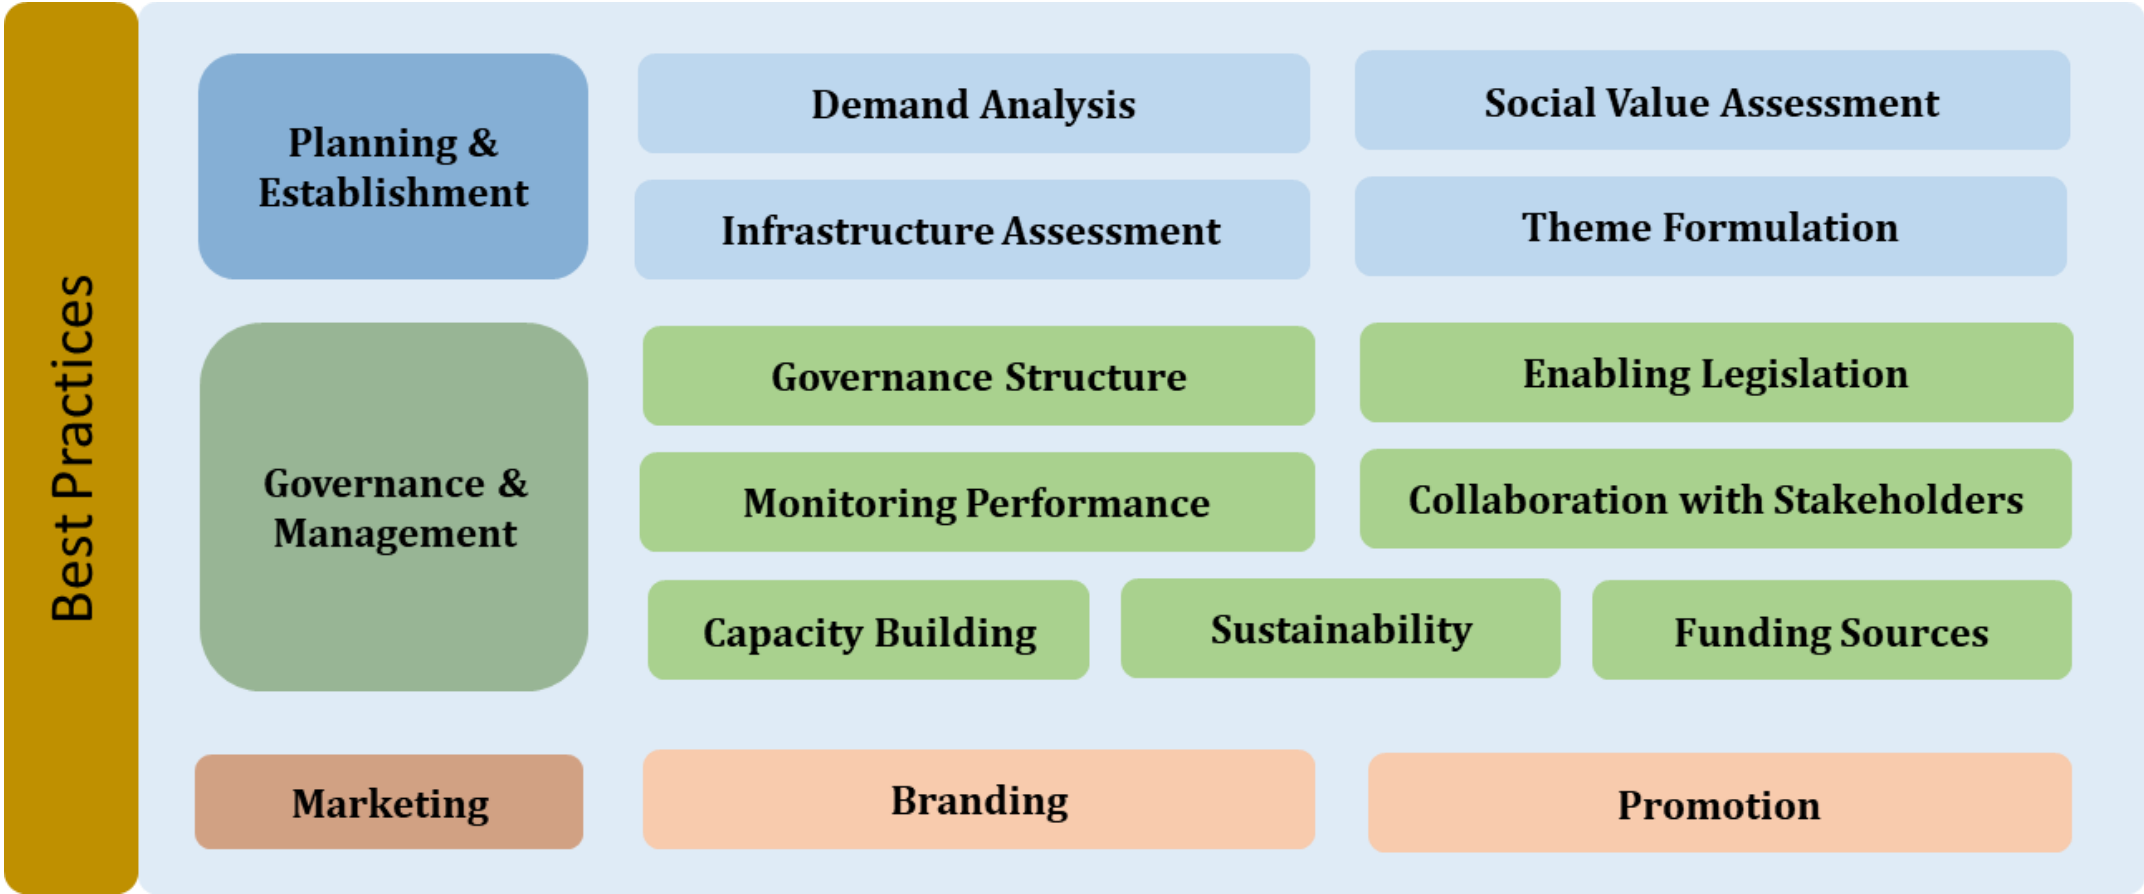 Best Practices
Planning &
Establishment
Demand Analysis
Social Value Assessment
Infrastructure Assessment
Theme Formulation
Governance &
Management
Governance Structure
Enabling Legislation
Monitoring Performance
Collaboration with Stakeholders
Capacity Building
Sustainability
Funding Sources
Marketing
Branding
Promotion